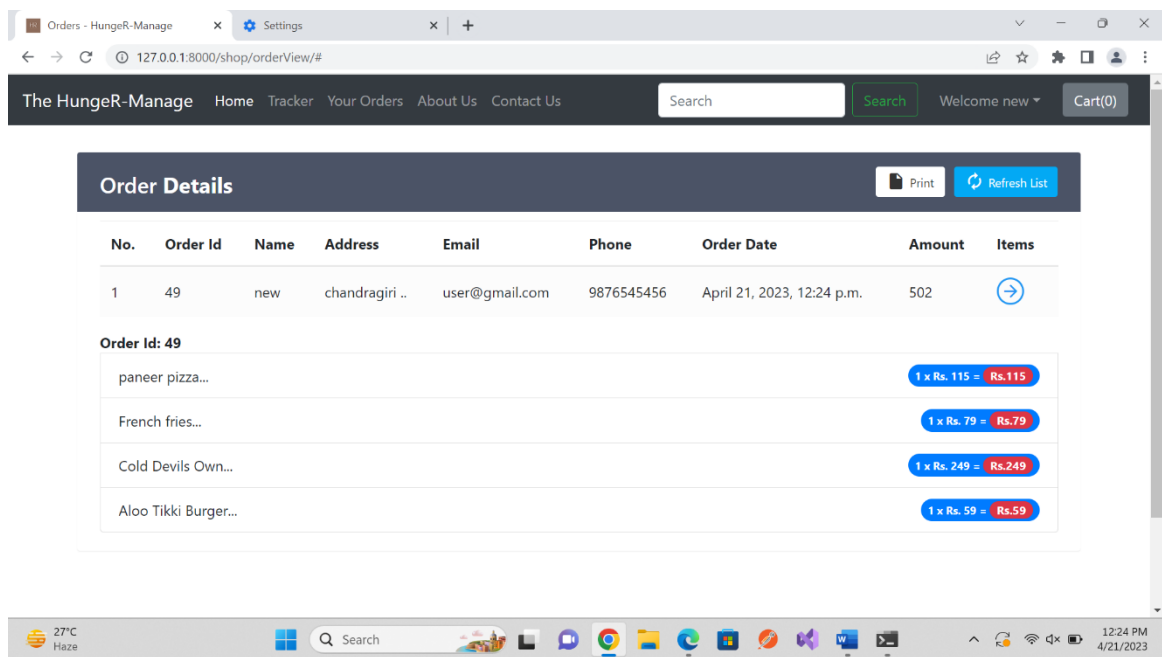 Orders - HungeR-Manage
Settings
127.0.0.1:8000/shop/orderView/#
The HungeR-Manage Home Tracker Your Orders About Us Contact Us Search Search Welcome new Cart(0)
Order Details Print Refresh List
No. Order Id Name Address Email Phone Order Date Amount Items
1 49 new chandragiri .. user@gmail.com 9876545456 April 21, 2023, 12:24 p.m. 502
Order Id: 49
paneer pizza... 1 x Rs. 115 = Rs.115
French fries... 1 x Rs. 79 = Rs.79
Cold Devils Own... 1 x Rs. 249 = Rs.249
Aloo Tikki Burger... 1 x Rs. 59 = Rs.59
27°C
Haze
Search
12:24 PM
4/21/2023